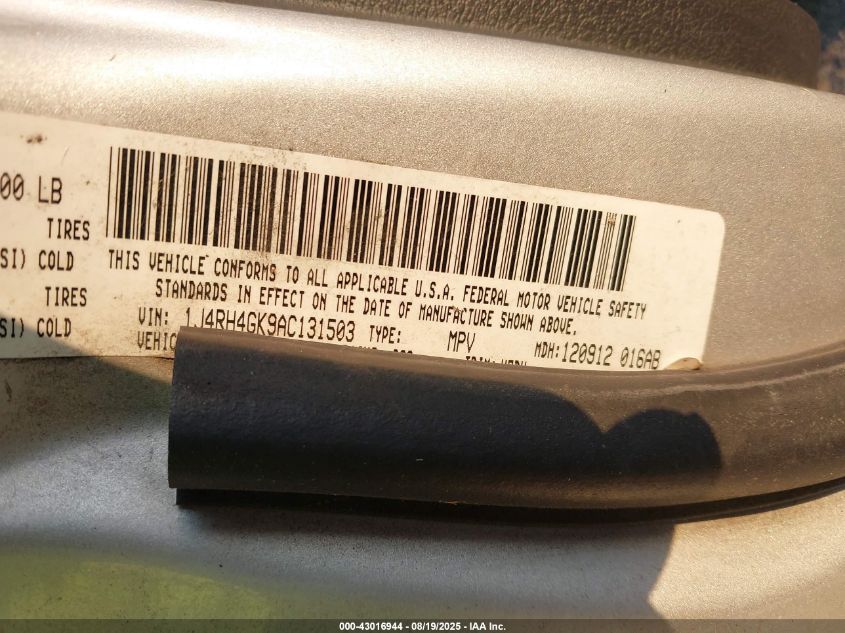 00 LB
TIRES
SI) COLD
TIRES
SI) COLD
THIS VEHICLE CONFORMS TO ALL APPLICABLE U.S.A. FEDERAL MOTOR VEHICLE SAFETY
STANDARDS IN EFFECT ON THE DATE OF MANUFACTURE SHOWN ABOVE.
VIN: 1J4RH4GK9AC131503 TYPE: MPV MDH:120912 016AB
000-43016944 - 08/19/2025 - IAA Inc.